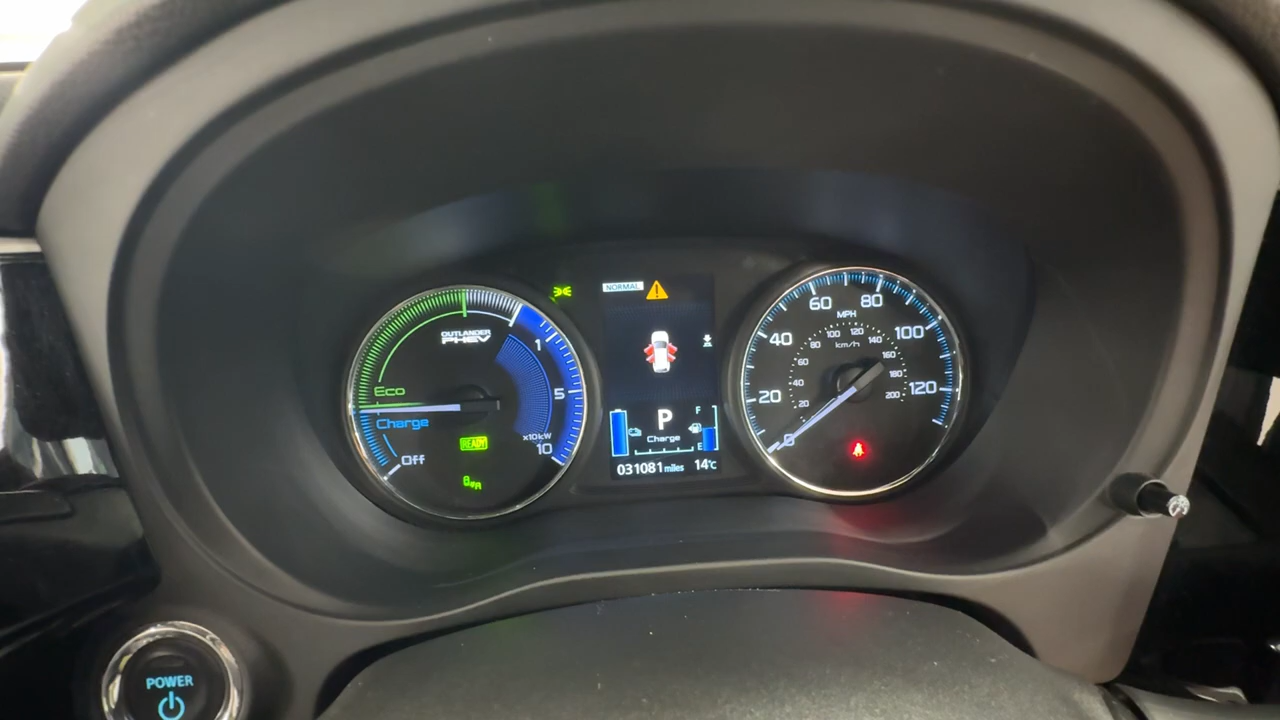 NORMAL
OUTLANDER
PHEV
Eco
Charge
Off
1
5
x10kW
10
READY
P
Charge
F
E
031081 miles 14°C
MPH
km/h
0
20
40
60
80
100
120
20
40
60
80
100
120
140
160
180
200
POWER